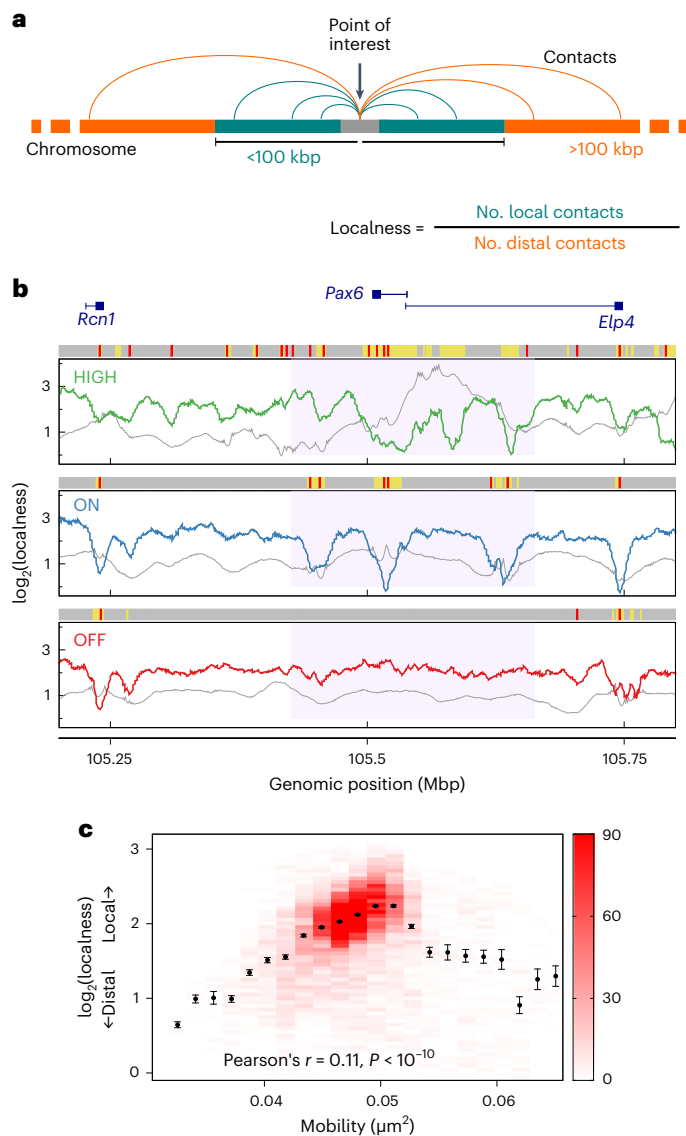 a
Point of
interest
Contacts
Chromosome
<100 kbp
>100 kbp
Localness = No. local contacts
No. distal contacts
b
Pax6
Rcn1
Elp4
HIGH
3
1
ON
3
1
OFF
3
1
log2(localness)
105.25 105.5 105.75
Genomic position (Mbp)
c
3
2
1
0
log2(localness)
←Distal Local→
Pearson's r = 0.11, P < 10⁻¹⁰
0.04 0.05 0.06
Mobility (µm²)
90
60
30
0